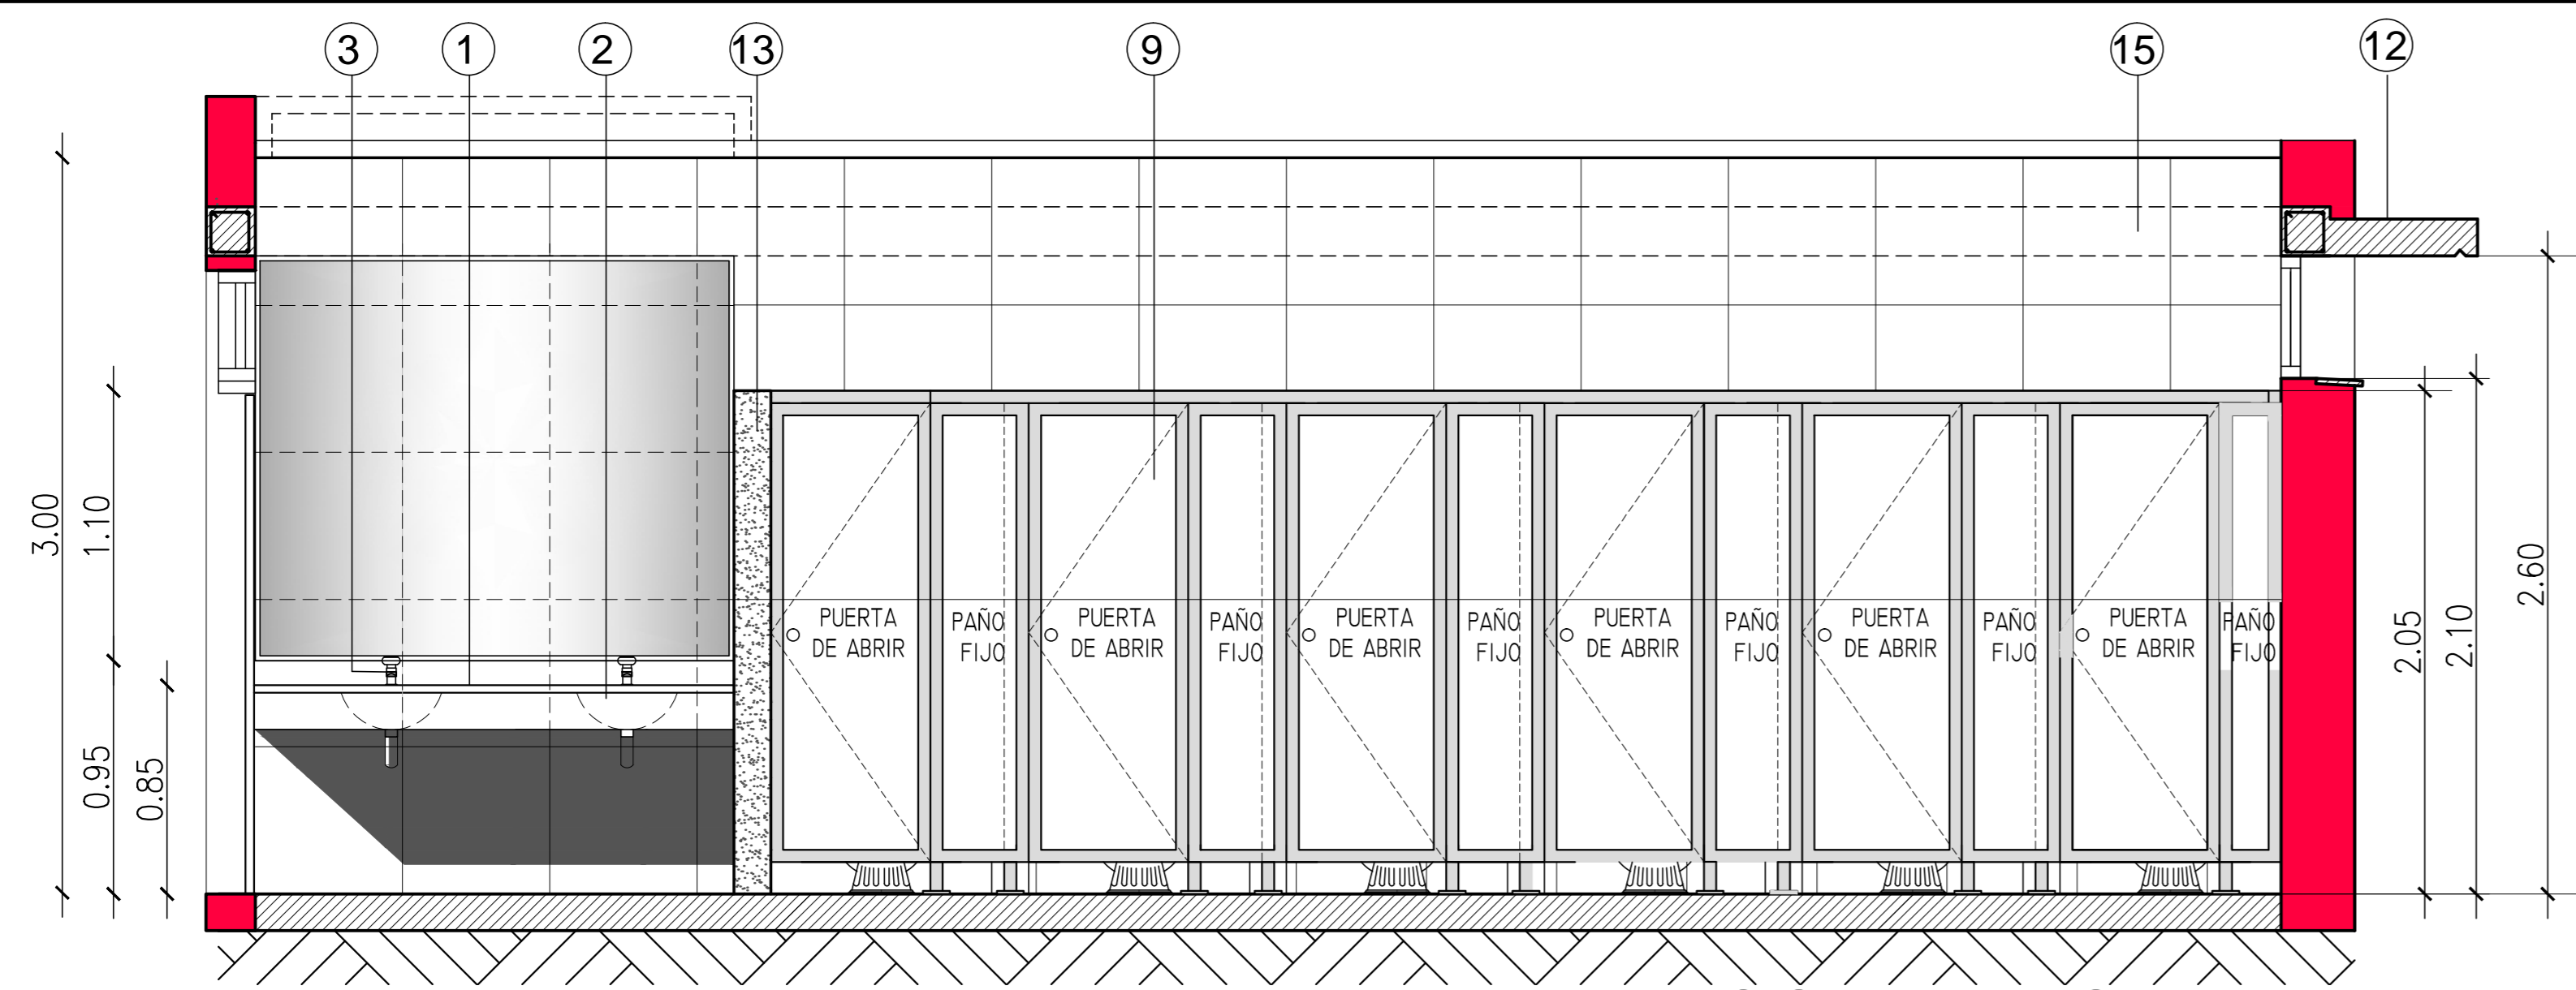 3
1
2
13
9
15
12
3.00
1.10
0.95
0.85
PUERTA
DE ABRIR
PAÑO
FIJO
PUERTA
DE ABRIR
PAÑO
FIJO
PUERTA
DE ABRIR
PAÑO
FIJO
PUERTA
DE ABRIR
PAÑO
FIJO
PUERTA
DE ABRIR
PAÑO
FIJO
PUERTA
DE ABRIR
PAÑO
FIJO
2.05
2.10
2.60